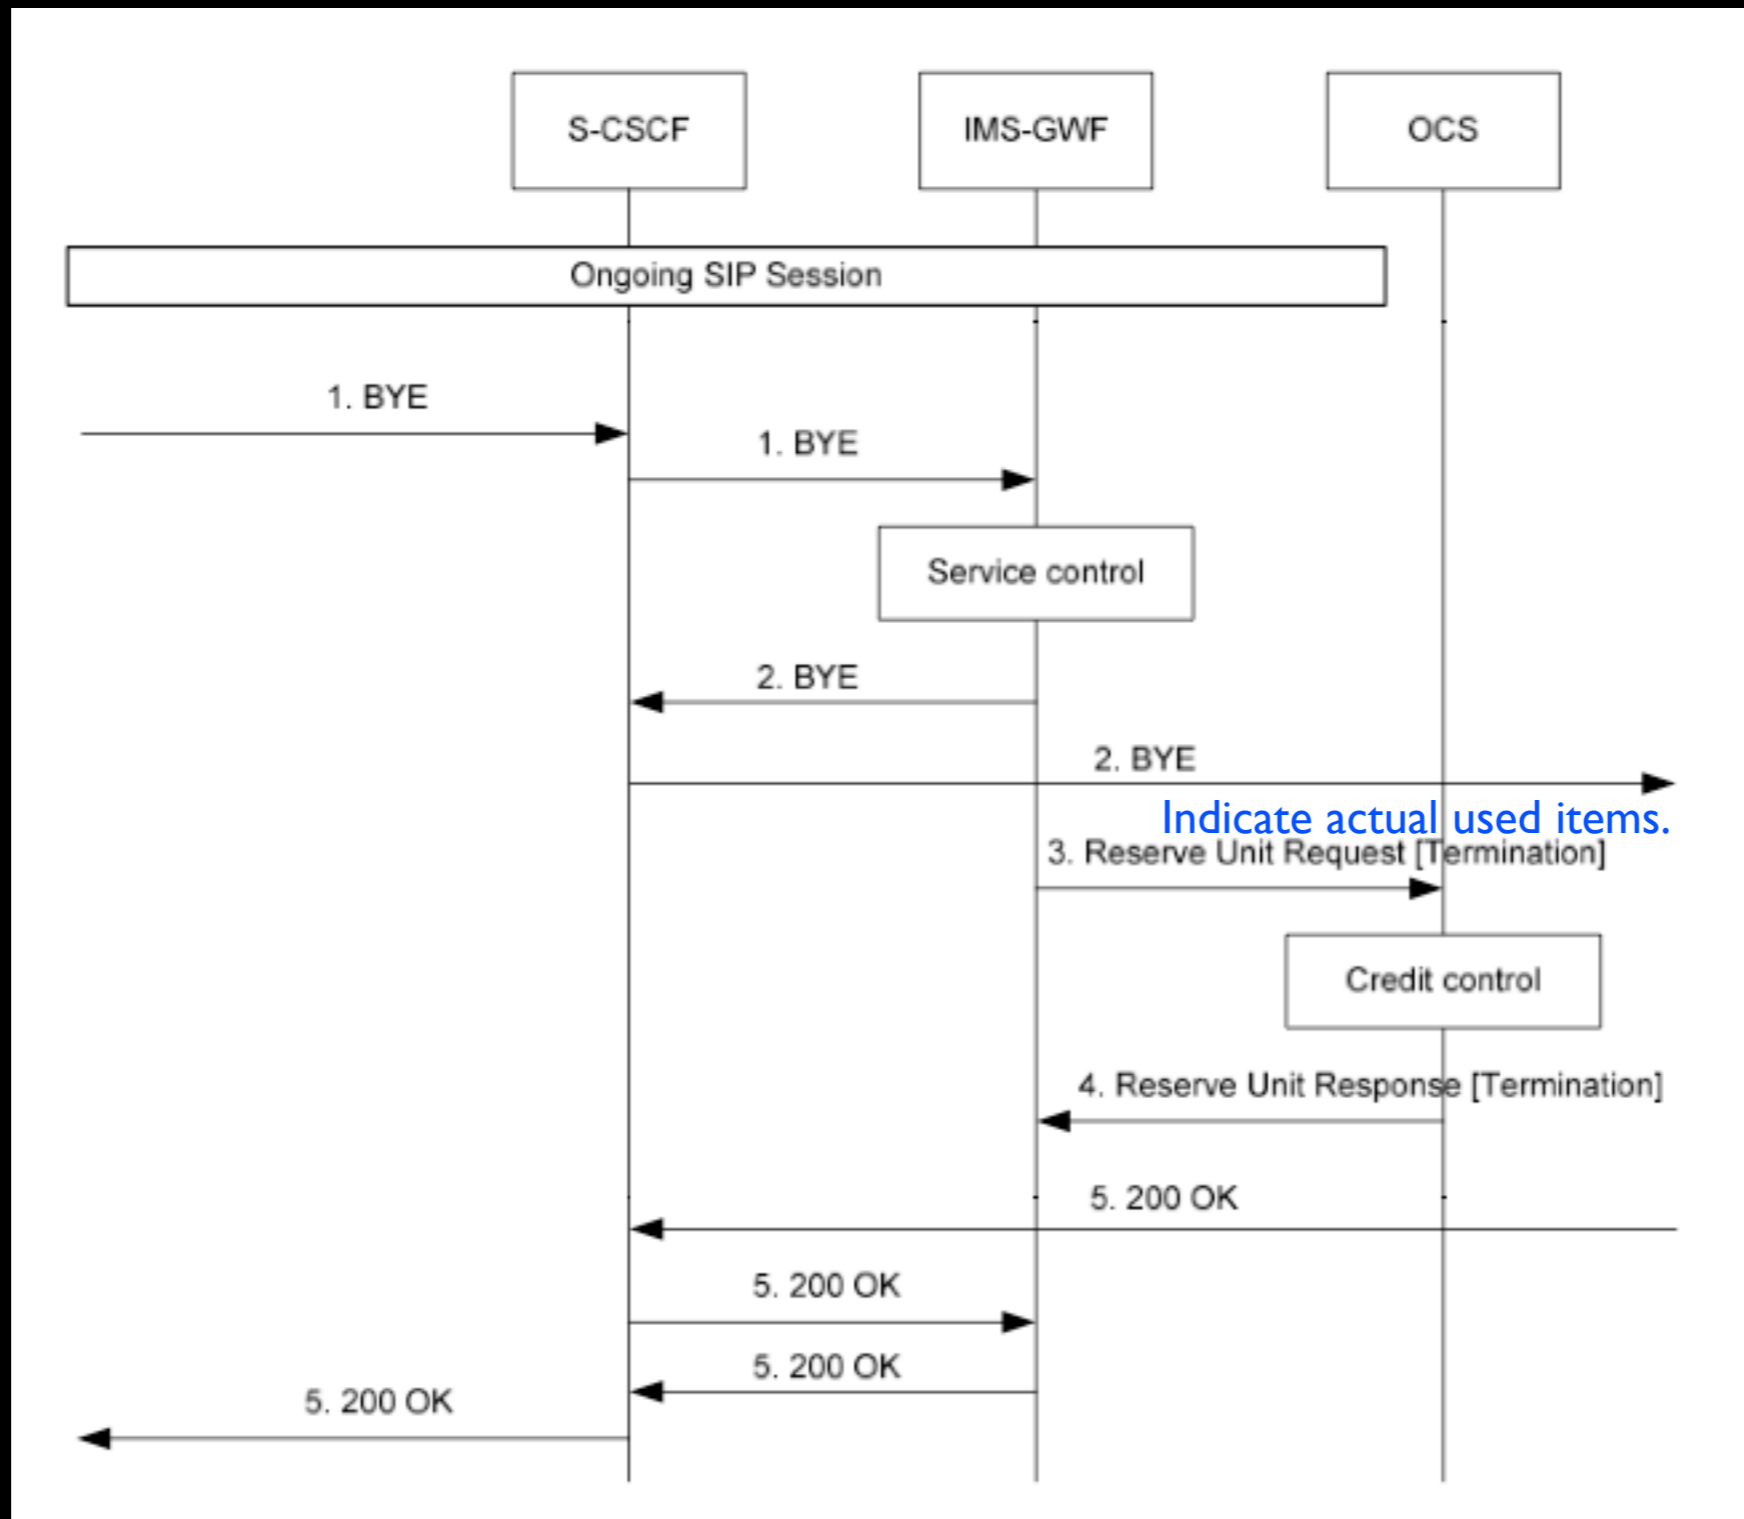 S-CSCF
IMS-GWF
OCS
Ongoing SIP Session
1. BYE
1. BYE
Service control
2. BYE
2. BYE
Indicate actual used items.
3. Reserve Unit Request [Termination]
Credit control
4. Reserve Unit Response [Termination]
5. 200 OK
5. 200 OK
5. 200 OK
5. 200 OK